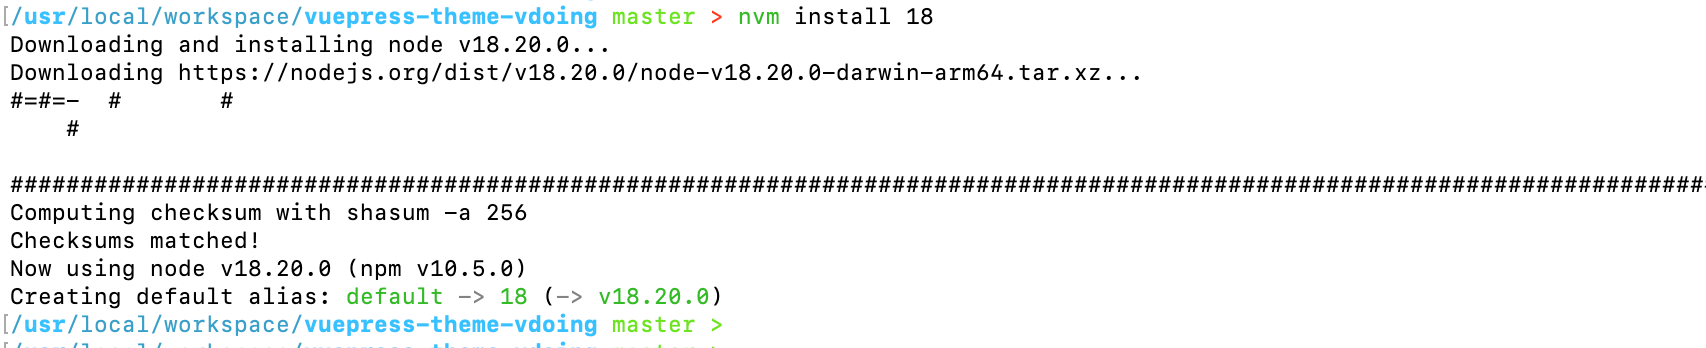 [/usr/local/workspace/vuepress-theme-vdoing master > nvm install 18
Downloading and installing node v18.20.0...
Downloading https://nodejs.org/dist/v18.20.0/node-v18.20.0-darwin-arm64.tar.xz...
#=#=-  #       #
    #
#########################################################################################################################
Computing checksum with shasum -a 256
Checksums matched!
Now using node v18.20.0 (npm v10.5.0)
Creating default alias: default -> 18 (-> v18.20.0)
[/usr/local/workspace/vuepress-theme-vdoing master >